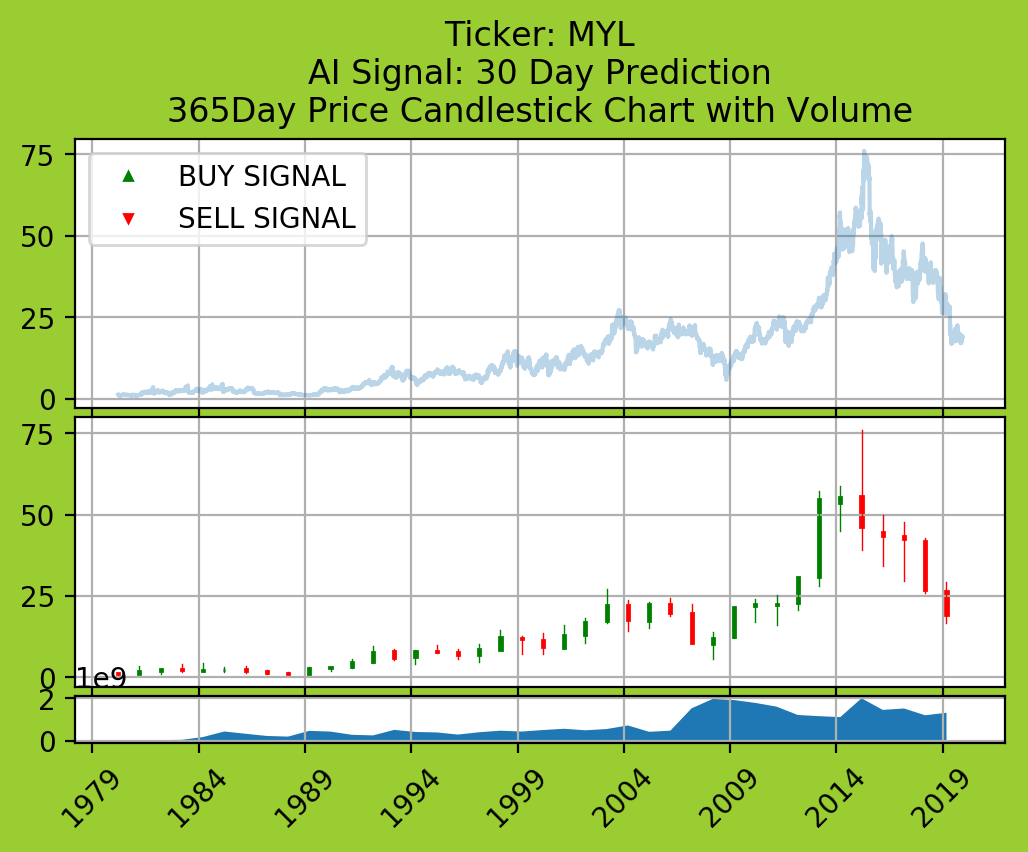 Ticker: MYL
AI Signal: 30 Day Prediction
365Day Price Candlestick Chart with Volume
BUY SIGNAL
SELL SIGNAL
75
50
25
0
75
50
25
0
1e9
2
0
1979 1984 1989 1994 1999 2004 2009 2014 2019